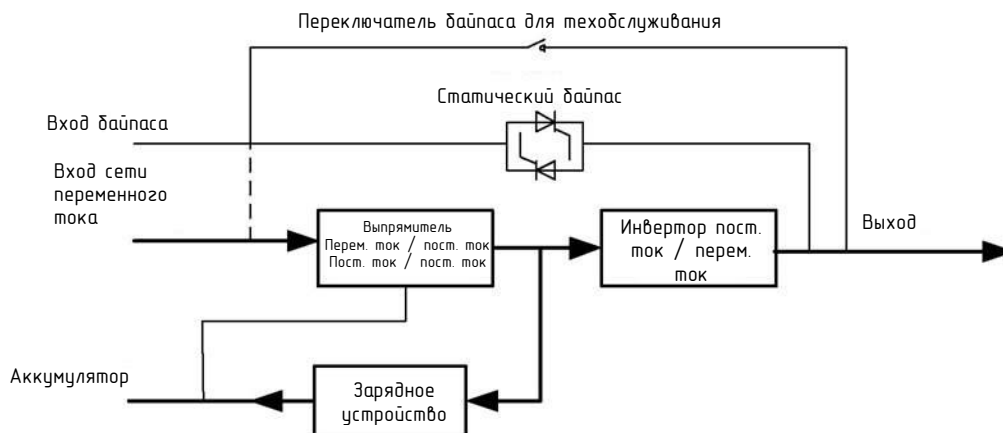 Переключатель байпаса для техобслуживания
Статический байпас
Вход байпаса
Вход сети
переменного
тока
Выпрямитель
Перем. ток / пост. ток
Пост. ток / пост. ток
Инвертор пост.
ток / перем.
ток
Выход
Аккумулятор
Зарядное
устройство